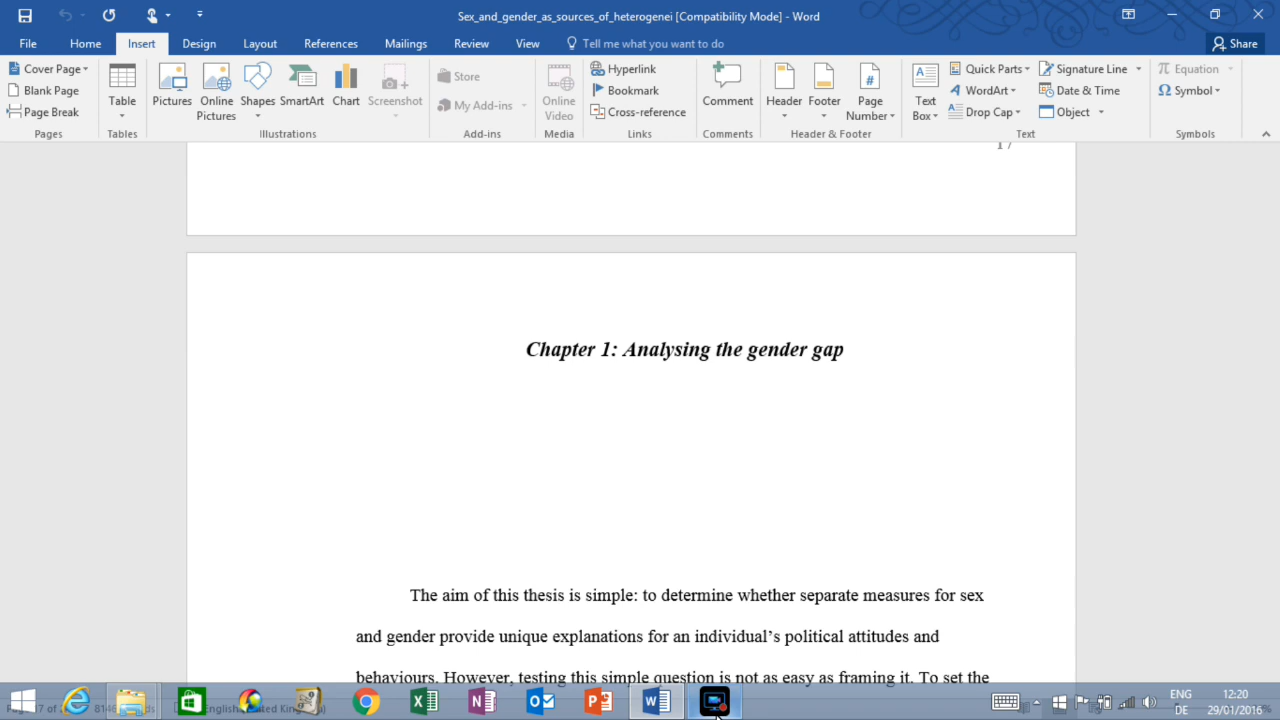 Sex_and_gender_as_sources_of_heterogenei [Compatibility Mode] - Word
File Home Insert Design Layout References Mailings Review View Tell me what you want to do Share
Cover Page
Blank Page
Page Break
Pages
Table
Tables
Pictures
Online Pictures
Shapes
SmartArt
Chart
Screenshot
Illustrations
Store
My Add-ins
Add-ins
Online Video
Media
Hyperlink
Bookmark
Cross-reference
Links
Comment
Comments
Header
Footer
Page Number
Header & Footer
Text Box
Quick Parts
WordArt
Drop Cap
Signature Line
Date & Time
Object
Text
Equation
Symbol
Symbols
17
Chapter 1: Analysing the gender gap
The aim of this thesis is simple: to determine whether separate measures for sex
and gender provide unique explanations for an individual's political attitudes and
behaviours. However, testing this simple question is not as easy as framing it. To set the
ENG 12:20
DE 29/01/2016